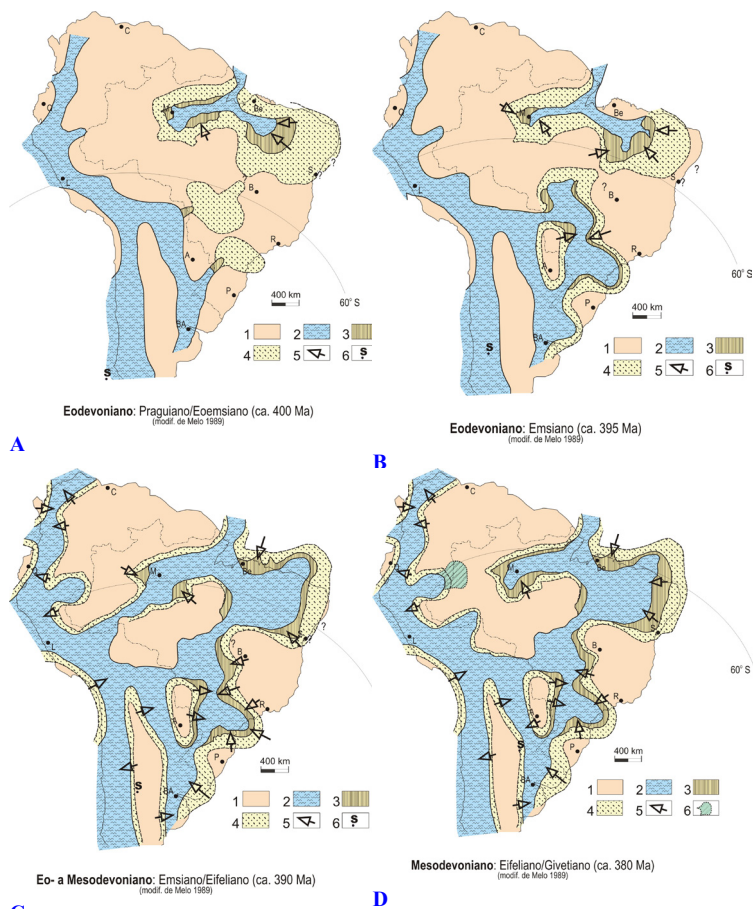 C
Q
Be
S
?
L
B
R
A
400 km
P
60° S
BA
1 2 3
4 5 6 S
S
Eodevoniano: Praguiano/Eoemsiano (ca. 400 Ma)
(modif. de Melo 1989)
A
C
Q
M
Be
?
S
?
L
?
B
R
A
60° S
P
400 km
BA
S
1 2 3
4 5 6 S
Eodevoniano: Emsiano (ca. 395 Ma)
(modif. de Melo 1989)
B
C
M
Be
?
L
B
R
P
400 km
S
BA
1 2 3
4 5 6 S
Eo- a Mesodevoniano: Emsiano/Eifeliano (ca. 390 Ma)
(modif. de Melo 1989)
C
C
M
Be
S
L
B
60° S
R
S
P
400 km
BA
1 2 3
4 5 6
Mesodevoniano: Eifeliano/Givetiano (ca. 380 Ma)
(modif. de Melo 1989)
D